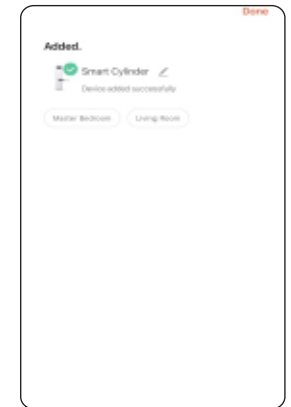 Done
Added.
Smart Cylinder
Device added successfully
Master Bedroom
Living Room